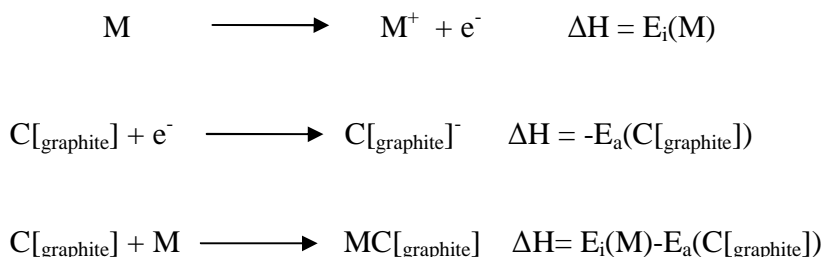 M ⟶ M⁺ + e⁻ ΔH = Eᵢ(M)
C[graphite] + e⁻ ⟶ C[graphite]⁻ ΔH = -Eₐ(C[graphite])
C[graphite] + M ⟶ MC[graphite] ΔH= Eᵢ(M)-Eₐ(C[graphite])